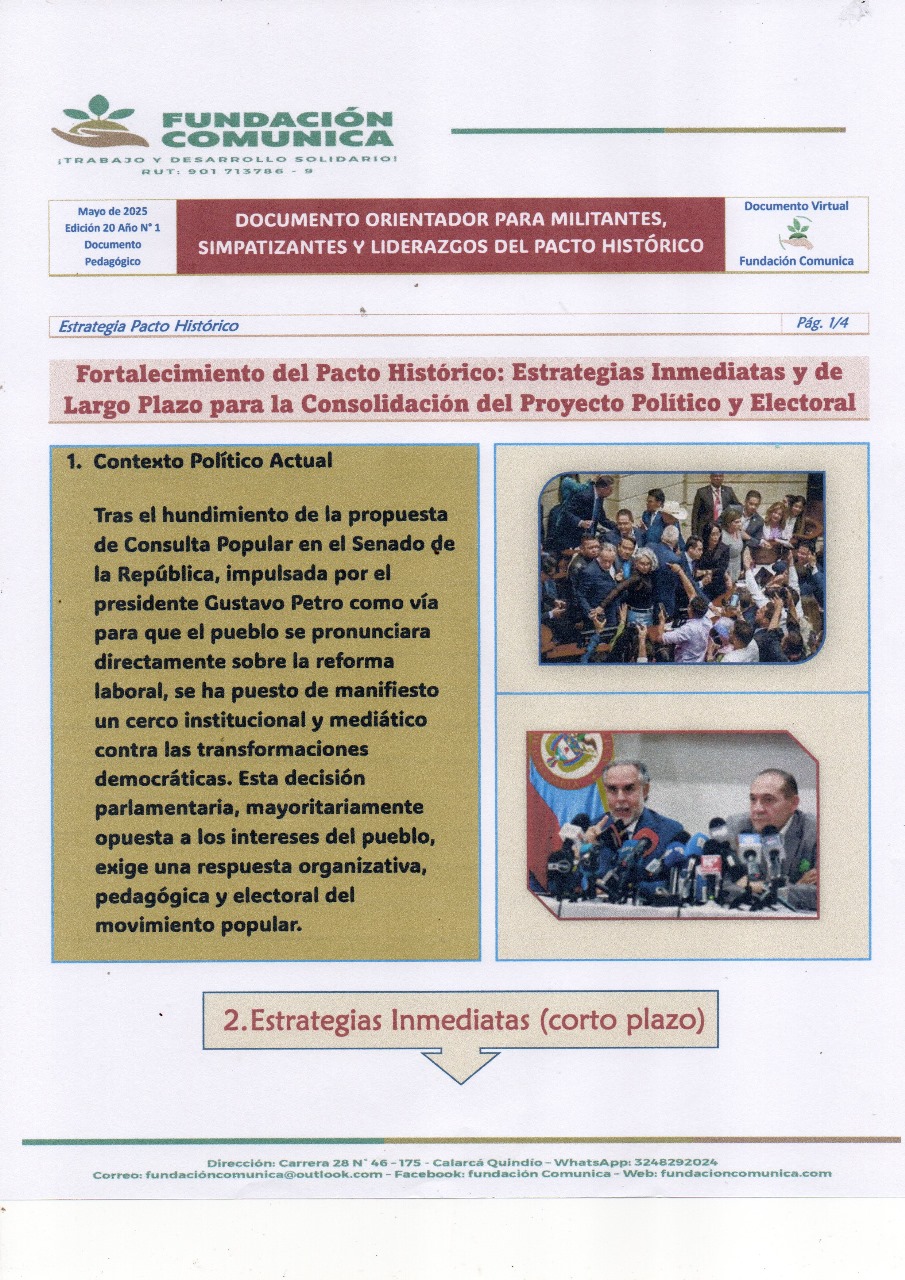 FUNDACIÓN
COMUNICA
¡TRABAJO Y DESARROLLO SOLIDARIO!
RUT: 901 713786 - 9
Mayo de 2025
Edición 20 Año N° 1
Documento
Pedagógico
DOCUMENTO ORIENTADOR PARA MILITANTES,
SIMPATIZANTES Y LIDERAZGOS DEL PACTO HISTÓRICO
Documento Virtual
Fundación Comunica
Estrategia Pacto Histórico
Pág. 1/4
Fortalecimiento del Pacto Histórico: Estrategias Inmediatas y de
Largo Plazo para la Consolidación del Proyecto Político y Electoral
1. Contexto Político Actual
Tras el hundimiento de la propuesta
de Consulta Popular en el Senado de
la República, impulsada por el
presidente Gustavo Petro como vía
para que el pueblo se pronunciara
directamente sobre la reforma
laboral, se ha puesto de manifiesto
un cerco institucional y mediático
contra las transformaciones
democráticas. Esta decisión
parlamentaria, mayoritariamente
opuesta a los intereses del pueblo,
exige una respuesta organizativa,
pedagógica y electoral del
movimiento popular.
2.Estrategias Inmediatas (corto plazo)
Dirección: Carrera 28 N° 46 - 175 - Calarcá Quindío - WhatsApp: 3248292024
Correo: fundacióncomunica@outlook.com - Facebook: fundación Comunica - Web: fundacioncomunica.com